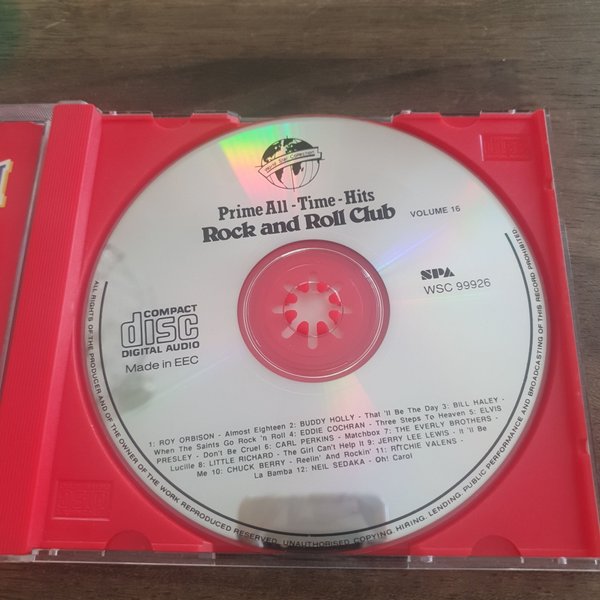 Prime All - Time - Hits
Rock and Roll Club
VOLUME 16
SPA
WSC 99926
COMPACT
disc
DIGITAL AUDIO
Made in EEC
1: ROY ORBISON - Almost Eighteen 2: BUDDY HOLLY - That 'll Be The Day 3: BILL HALEY -
When The Saints Go Rock 'n Roll 4: EDDIE COCHRAN - Three Steps To Heaven 5: ELVIS
PRESLEY - Don't Be Cruel 6: CARL PERKINS - Matchbox 7: THE EVERLY BROTHERS -
Lucille 8: LITTLE RICHARD - The Girl Can't Help It 9: JERRY LEE LEWIS - It 'll Be
Me 10: CHUCK BERRY - Reelin' And Rockin' 11: RITCHIE VALENS -
La Bamba 12: NEIL SEDAKA - Oh! Carol
ALL RIGHTS OF THE PRODUCER AND OF THE OWNER OF THE WORK REPRODUCED RESERVED. UNAUTHORISED COPYING. HIRING. LENDING. PUBLIC PERFORMANCE AND BROADCASTING OF THIS RECORD PROHIBITED